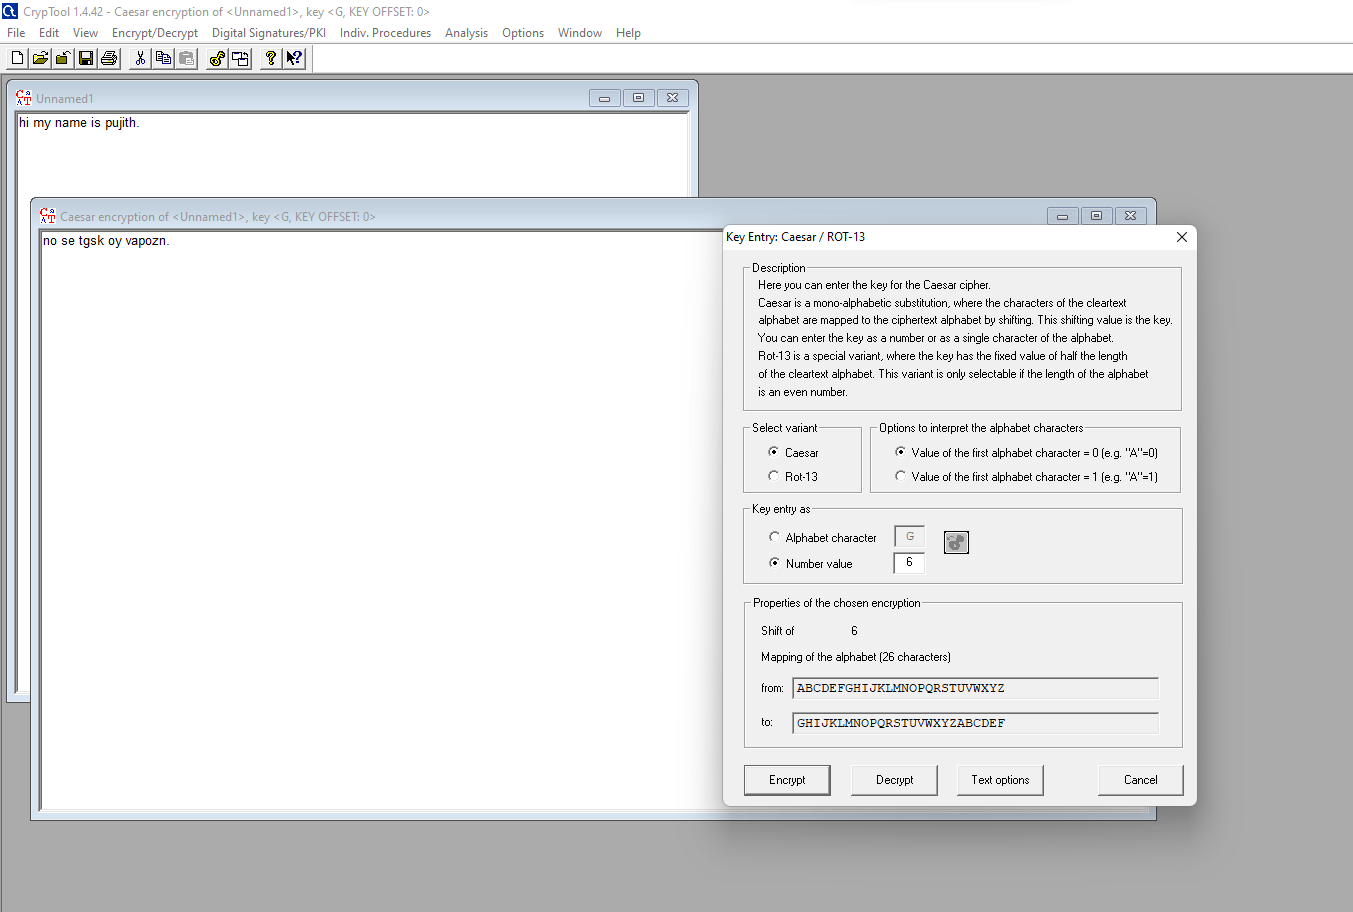 CrypTool 1.4.42 - Caesar encryption of <Unnamed1>, key <G, KEY OFFSET: 0>
File Edit View Encrypt/Decrypt Digital Signatures/PKI Indiv. Procedures Analysis Options Window Help
Unnamed1
hi my name is pujith.
Caesar encryption of <Unnamed1>, key <G, KEY OFFSET: 0>
no se tgsk oy vapozn.
Key Entry: Caesar / ROT-13
Description
Here you can enter the key for the Caesar cipher.
Caesar is a mono-alphabetic substitution, where the characters of the cleartext
alphabet are mapped to the ciphertext alphabet by shifting. This shifting value is the key.
You can enter the key as a number or as a single character of the alphabet.
Rot-13 is a special variant, where the key has the fixed value of half the length
of the cleartext alphabet. This variant is only selectable if the length of the alphabet
is an even number.
Select variant
Caesar
Rot-13
Options to interpret the alphabet characters
Value of the first alphabet character = 0 (e.g. "A"=0)
Value of the first alphabet character = 1 (e.g. "A"=1)
Key entry as
Alphabet character G
Number value 6
Properties of the chosen encryption
Shift of 6
Mapping of the alphabet (26 characters)
from: ABCDEFGHIJKLMNOPQRSTUVWXYZ
to: GHIJKLMNOPQRSTUVWXYZABCDEF
Encrypt Decrypt Text options Cancel